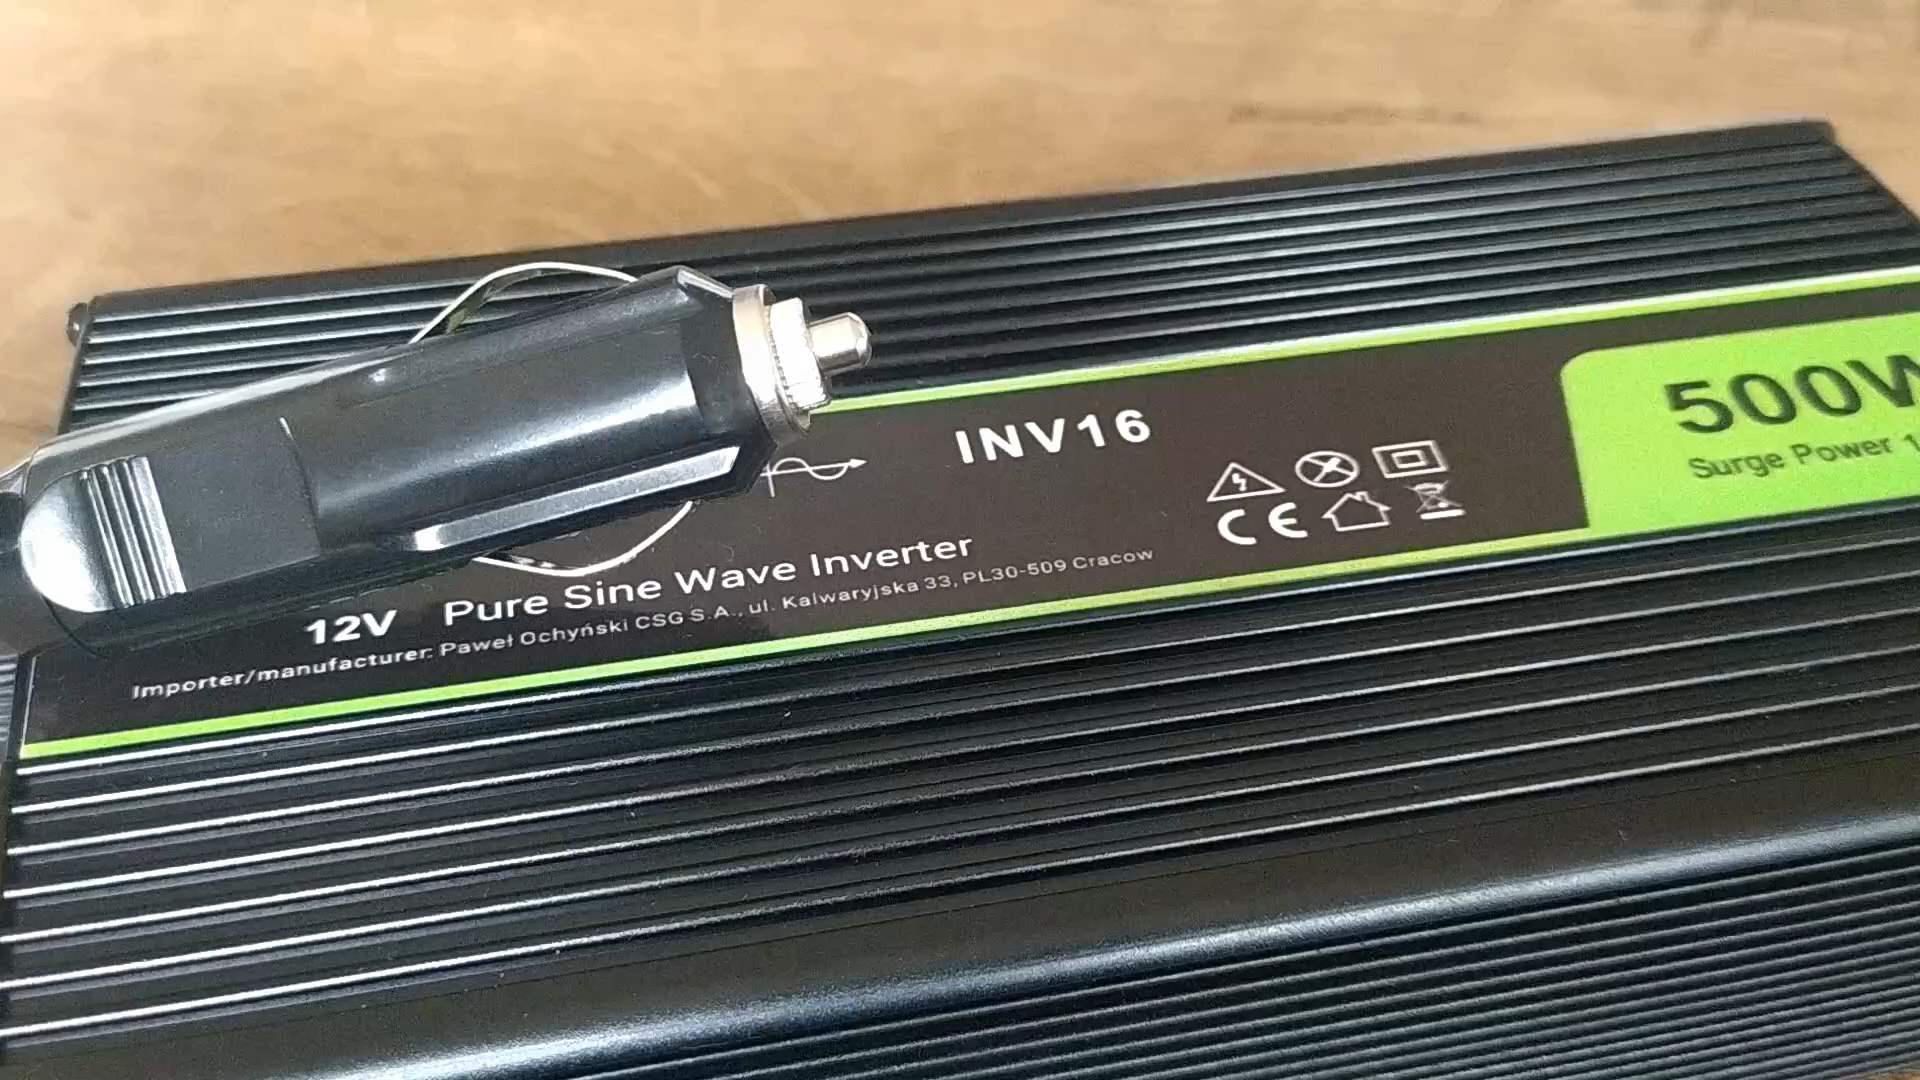 INV16
500W
Surge Power 1
12V Pure Sine Wave Inverter
Importer/manufacturer: Paweł Ochyński CSG S.A., ul. Kalwaryjska 33, PL30-509 Cracow
CE